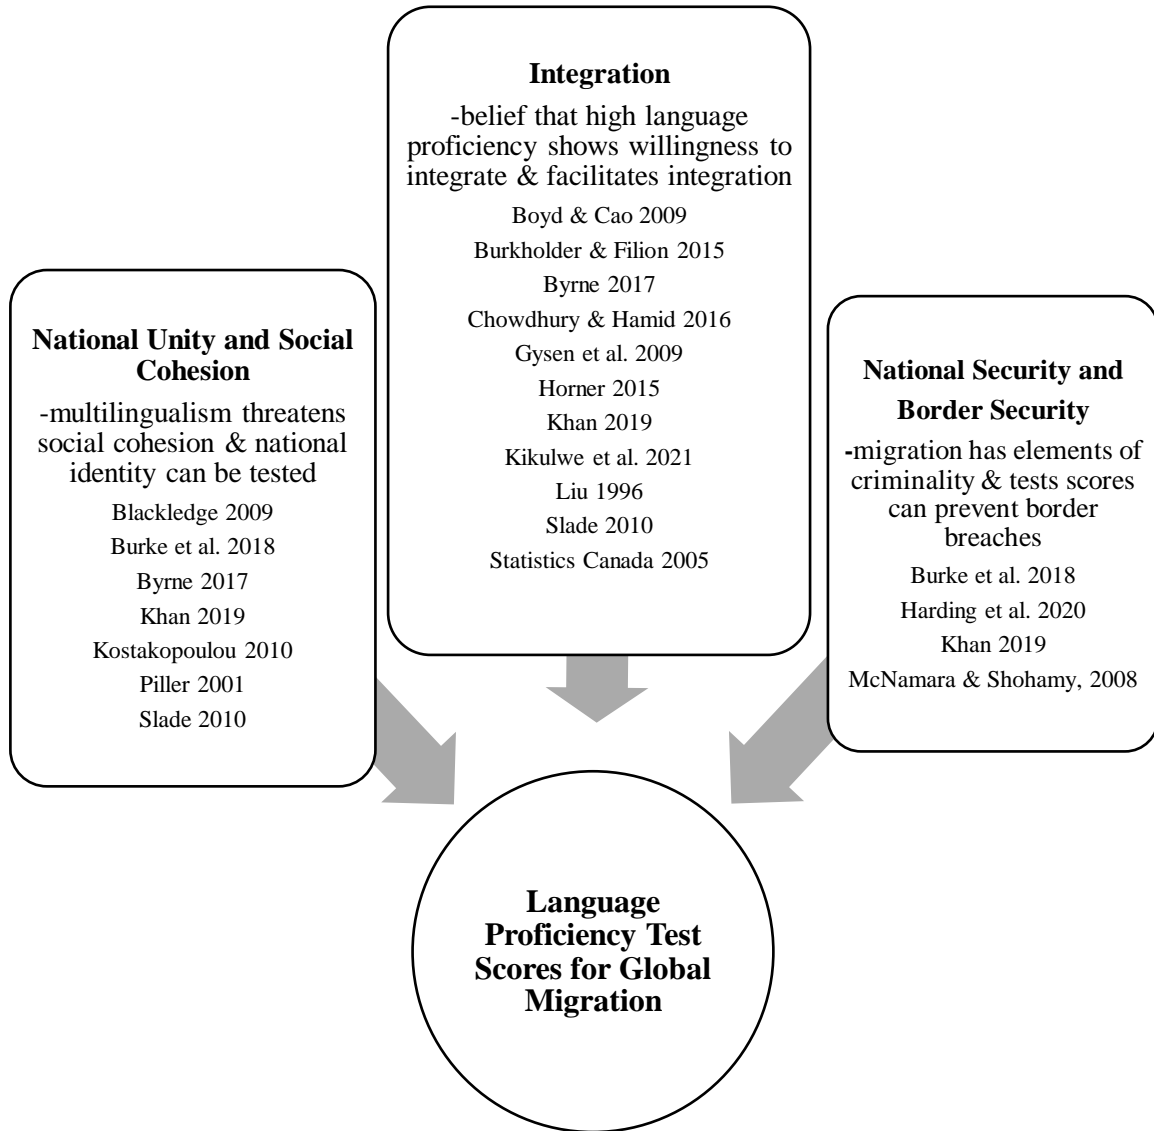 Integration
-belief that high language
proficiency shows willingness to
integrate & facilitates integration
Boyd & Cao 2009
Burkholder & Filion 2015
Byrne 2017
Chowdhury & Hamid 2016
Gysen et al. 2009
Horner 2015
Khan 2019
Kikulwe et al. 2021
Liu 1996
Slade 2010
Statistics Canada 2005
National Unity and Social
Cohesion
-multilingualism threatens
social cohesion & national
identity can be tested
Blackledge 2009
Burke et al. 2018
Byrne 2017
Khan 2019
Kostakopoulou 2010
Piller 2001
Slade 2010
National Security and
Border Security
-migration has elements of
criminality & tests scores
can prevent border
breaches
Burke et al. 2018
Harding et al. 2020
Khan 2019
McNamara & Shohamy, 2008
Language
Proficiency Test
Scores for Global
Migration